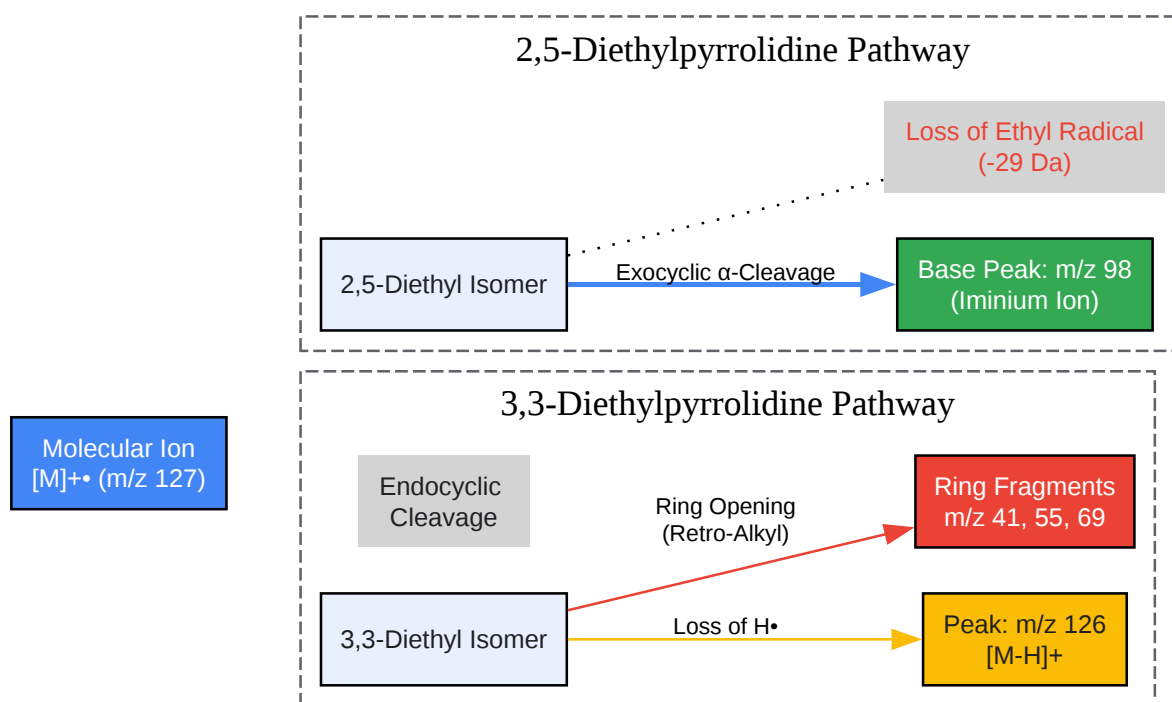 2,5-Diethylpyrrolidine Pathway
Loss of Ethyl Radical
(-29 Da)
2,5-Diethyl Isomer
Exocyclic α-Cleavage
Base Peak: m/z 98
(Iminium Ion)
3,3-Diethylpyrrolidine Pathway
Molecular Ion
[M]+• (m/z 127)
Endocyclic
Cleavage
Ring Opening
(Retro-Alkyl)
Ring Fragments
m/z 41, 55, 69
3,3-Diethyl Isomer
Loss of H•
Peak: m/z 126
[M-H]+